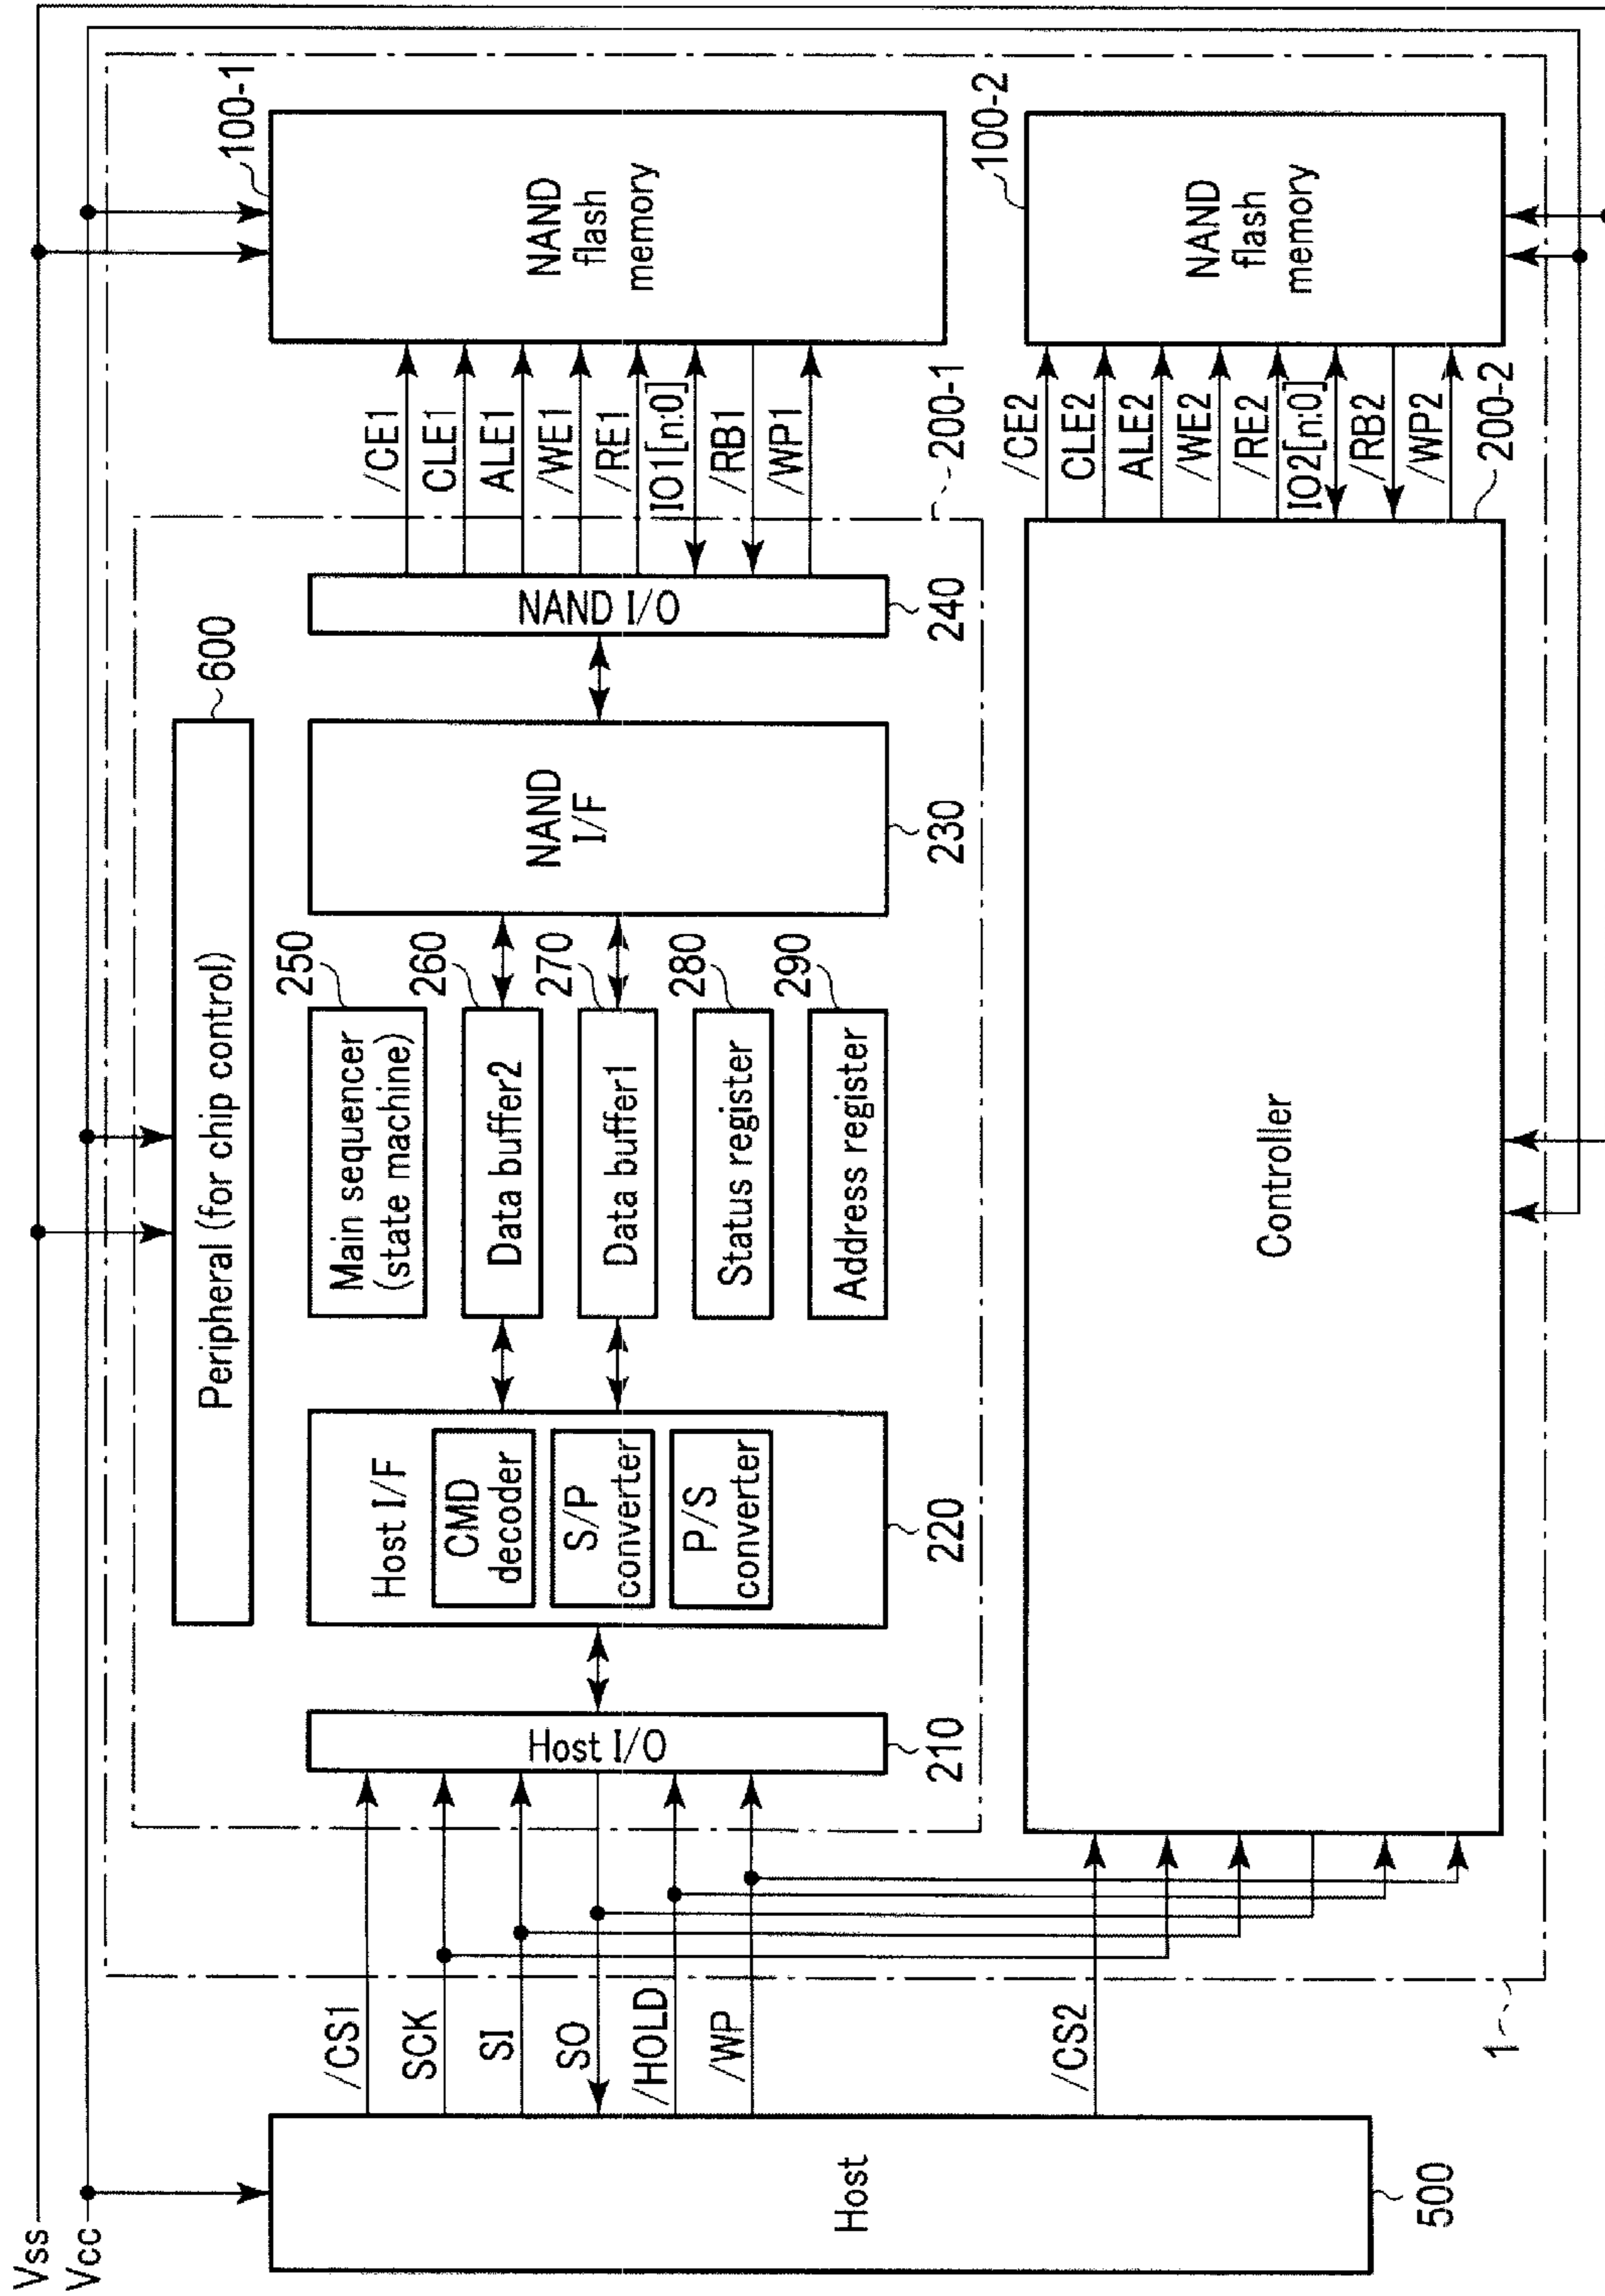 Vss
Vcc
Host
500
/CS1
SCK
SI
SO
/HOLD
/WP
/CS2
1
Peripheral (for chip control)
600
Host I/O
210
Host I/F
CMD
decoder
S/P
converter
P/S
converter
220
Main sequencer
(state machine)
250
Data buffer2
260
Data buffer1
270
Status register
280
Address register
290
NAND
I/F
230
NAND I/O
240
200-1
/CE1
CLE1
ALE1
/WE1
/RE1
IO1[n:0]
/RB1
/WP1
NAND
flash
memory
100-1
Controller
200-2
/CE2
CLE2
ALE2
/WE2
/RE2
IO2[n:0]
/RB2
/WP2
NAND
flash
memory
100-2